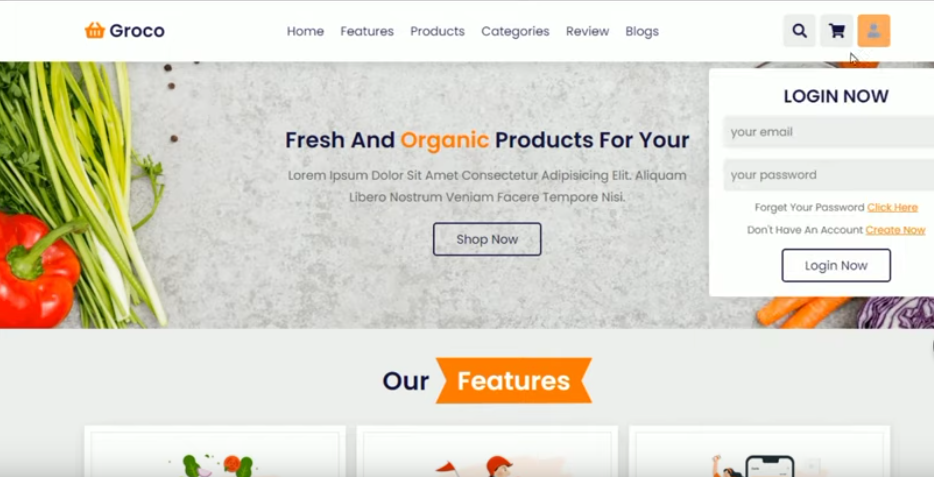 Groco
Home Features Products Categories Review Blogs
LOGIN NOW
your email
your password
Forget Your Password Click Here
Don't Have An Account Create Now
Login Now
Fresh And Organic Products For Your
Lorem Ipsum Dolor Sit Amet Consectetur Adipisicing Elit. Aliquam
Libero Nostrum Veniam Facere Tempore Nisi.
Shop Now
Our Features